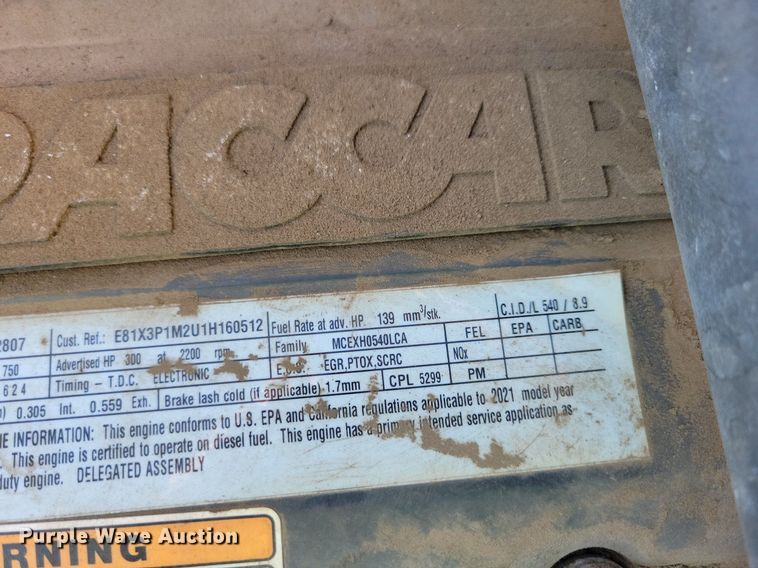 PACCAR
2807 Cust. Ref.: E81X3P1M2U1H160512 Fuel Rate at adv. HP 139 mm³/stk. C.I.D./L 540 / 8.9
750 Advertised HP 300 at 2200 rpm Family MCEXH0540LCA FEL EPA CARB
624 Timing – T.D.C. ELECTRONIC E.C.S. EGR,PTOX,SCRC NOx
0.305 Int. 0.559 Exh. Brake lash cold (if applicable) 1.7mm CPL 5299 PM
NE INFORMATION: This engine conforms to U.S. EPA and California regulations applicable to 2021 model year
This engine is certified to operate on diesel fuel. This engine has a primary intended service application as
duty engine. DELEGATED ASSEMBLY
RNING
Purple Wave Auction